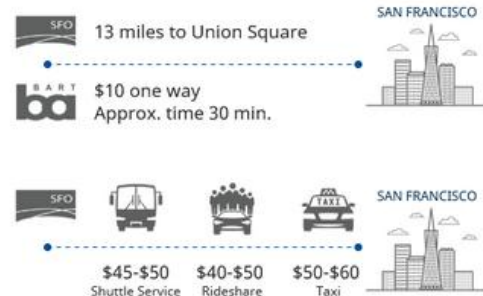 SAN FRANCISCO
SFO
13 miles to Union Square
BART
ba
$10 one way
Approx. time 30 min.
SFO
TAXI
SAN FRANCISCO
$45-$50
$40-$50
$50-$60
Shuttle Service
Rideshare
Taxi